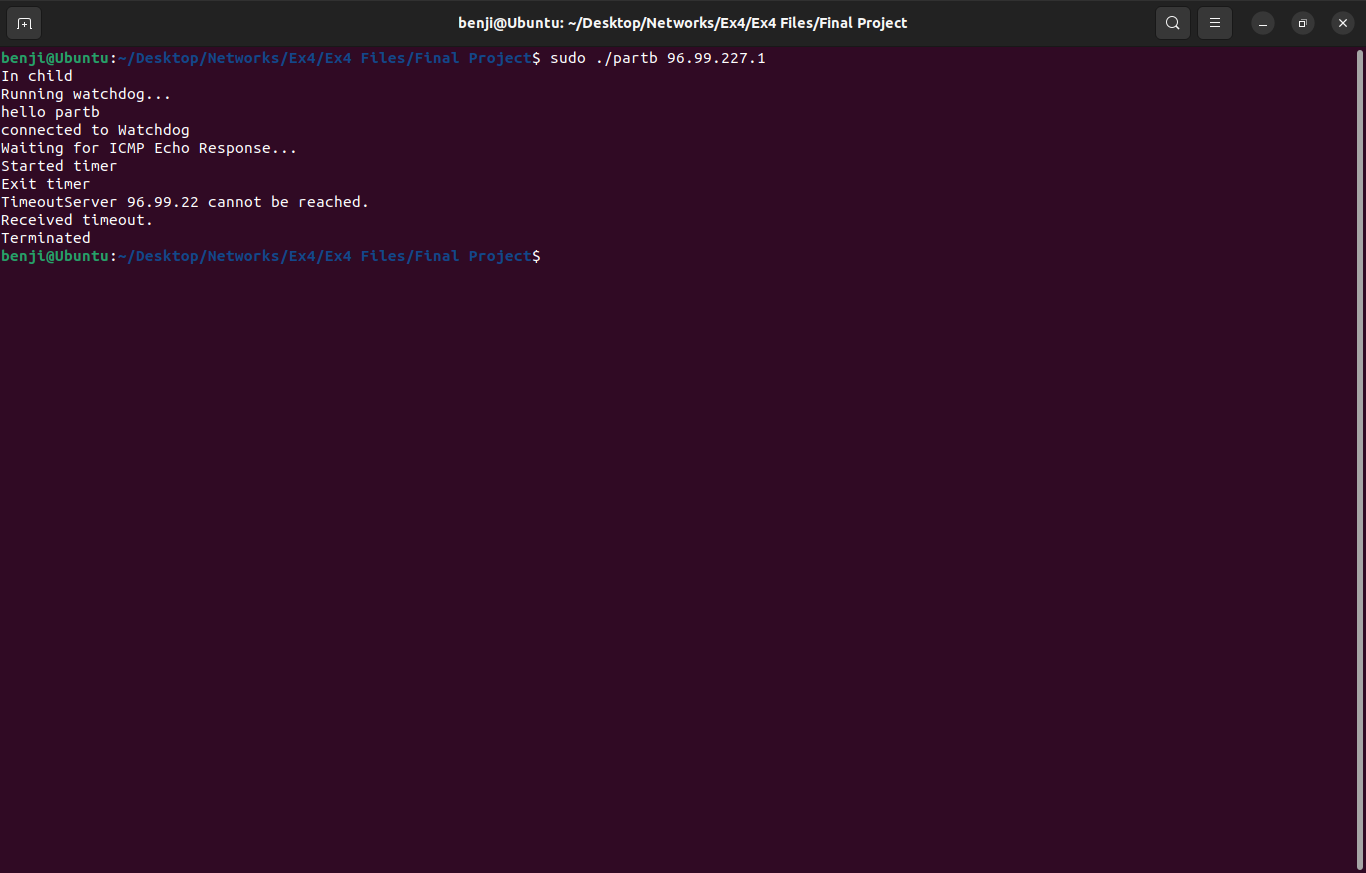 benji@Ubuntu: ~/Desktop/Networks/Ex4/Ex4 Files/Final Project
benji@Ubuntu:~/Desktop/Networks/Ex4/Ex4 Files/Final Project$ sudo ./partb 96.99.227.1
In child
Running watchdog...
hello partb
connected to Watchdog
Waiting for ICMP Echo Response...
Started timer
Exit timer
TimeoutServer 96.99.22 cannot be reached.
Received timeout.
Terminated
benji@Ubuntu:~/Desktop/Networks/Ex4/Ex4 Files/Final Project$